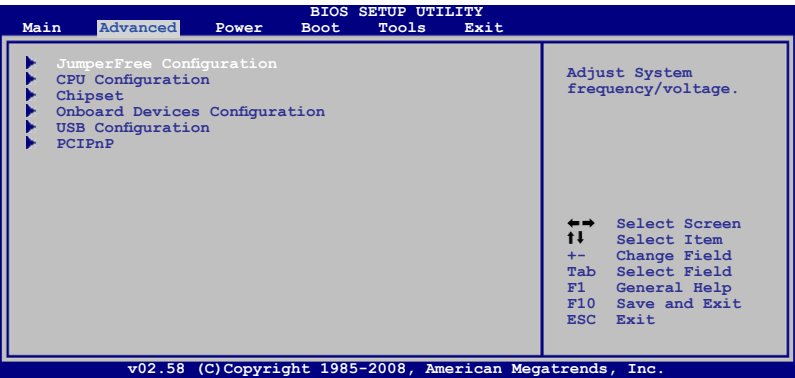 BIOS SETUP UTILITY
Main Advanced Power Boot Tools Exit
JumperFree Configuration
CPU Configuration
Chipset
Onboard Devices Configuration
USB Configuration
PCIPnP
Adjust System
frequency/voltage.
←→ Select Screen
↑↓ Select Item
+- Change Field
Tab Select Field
F1 General Help
F10 Save and Exit
ESC Exit
v02.58 (C)Copyright 1985-2008, American Megatrends, Inc.